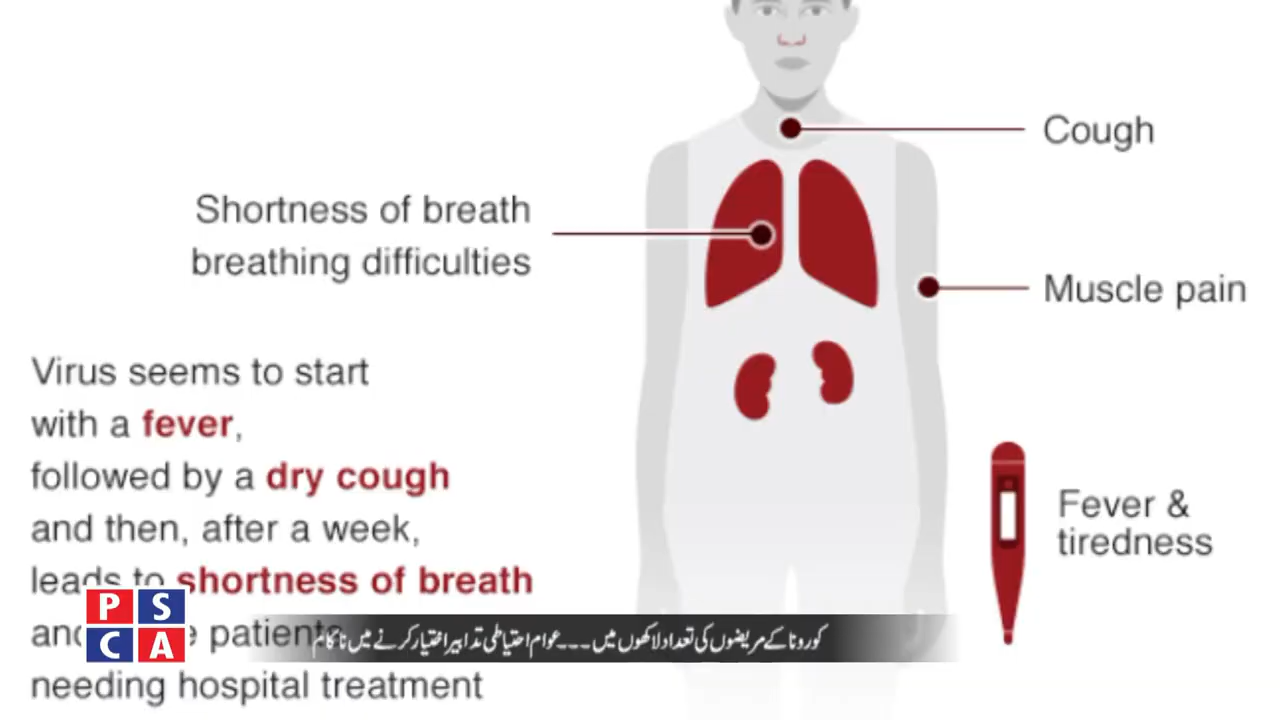 Cough
Shortness of breath
breathing difficulties
Muscle pain
Virus seems to start
with a fever,
followed by a dry cough
and then, after a week,
leads to shortness of breath
patients
needing hospital treatment
Fever &
tiredness
PSCA
کورونا کے مریضوں کی تعداد لاکھوں میں ۔۔۔ عوام احتیاطی تدابیر اختیار کرنے میں ناکام